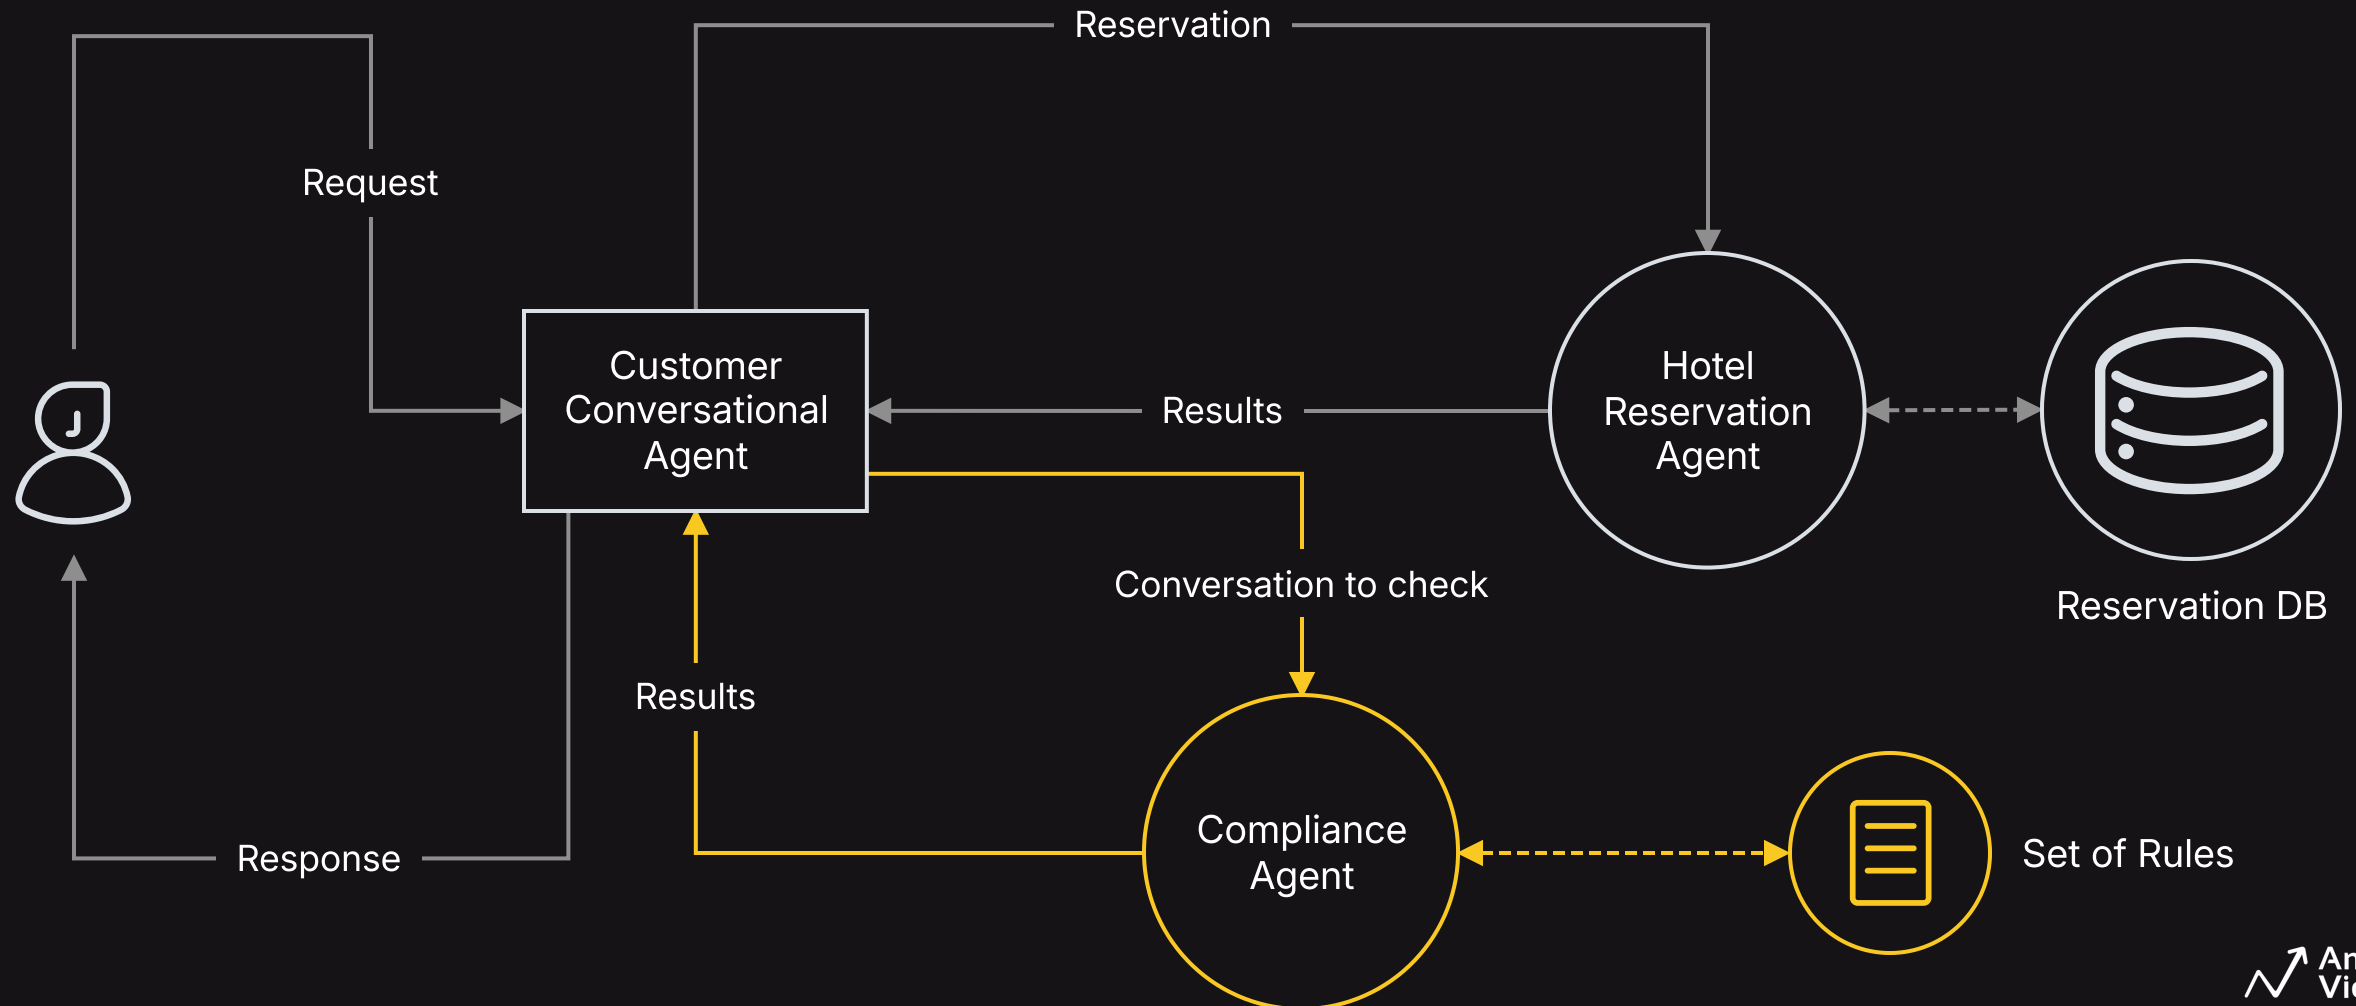 Reservation
Request
Customer
Conversational
Agent
Results
Hotel
Reservation
Agent
Conversation to check
Reservation DB
Results
Compliance
Agent
Set of Rules
Response